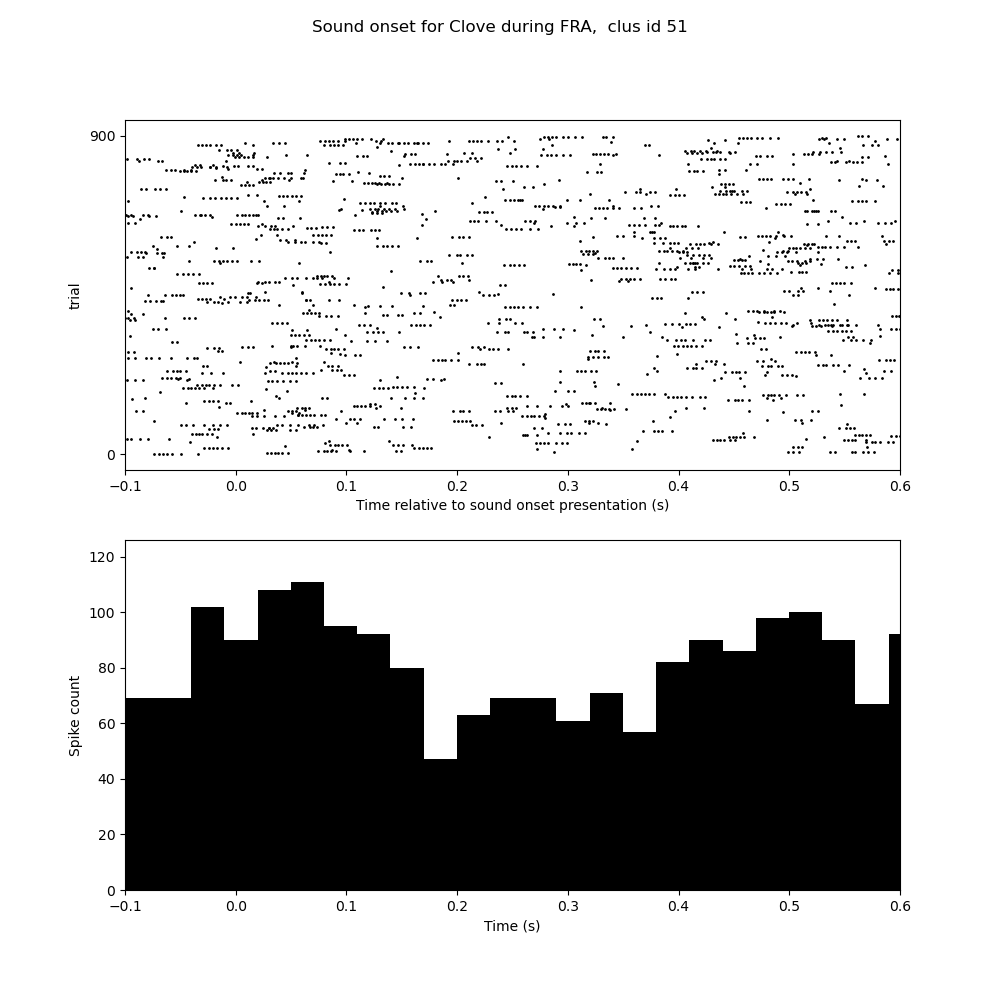 Sound onset for Clove during FRA,  clus id 51
900
trial
0
−0.1 0.0 0.1 0.2 0.3 0.4 0.5 0.6
Time relative to sound onset presentation (s)
120
100
80
Spike count
60
40
20
0
−0.1 0.0 0.1 0.2 0.3 0.4 0.5 0.6
Time (s)